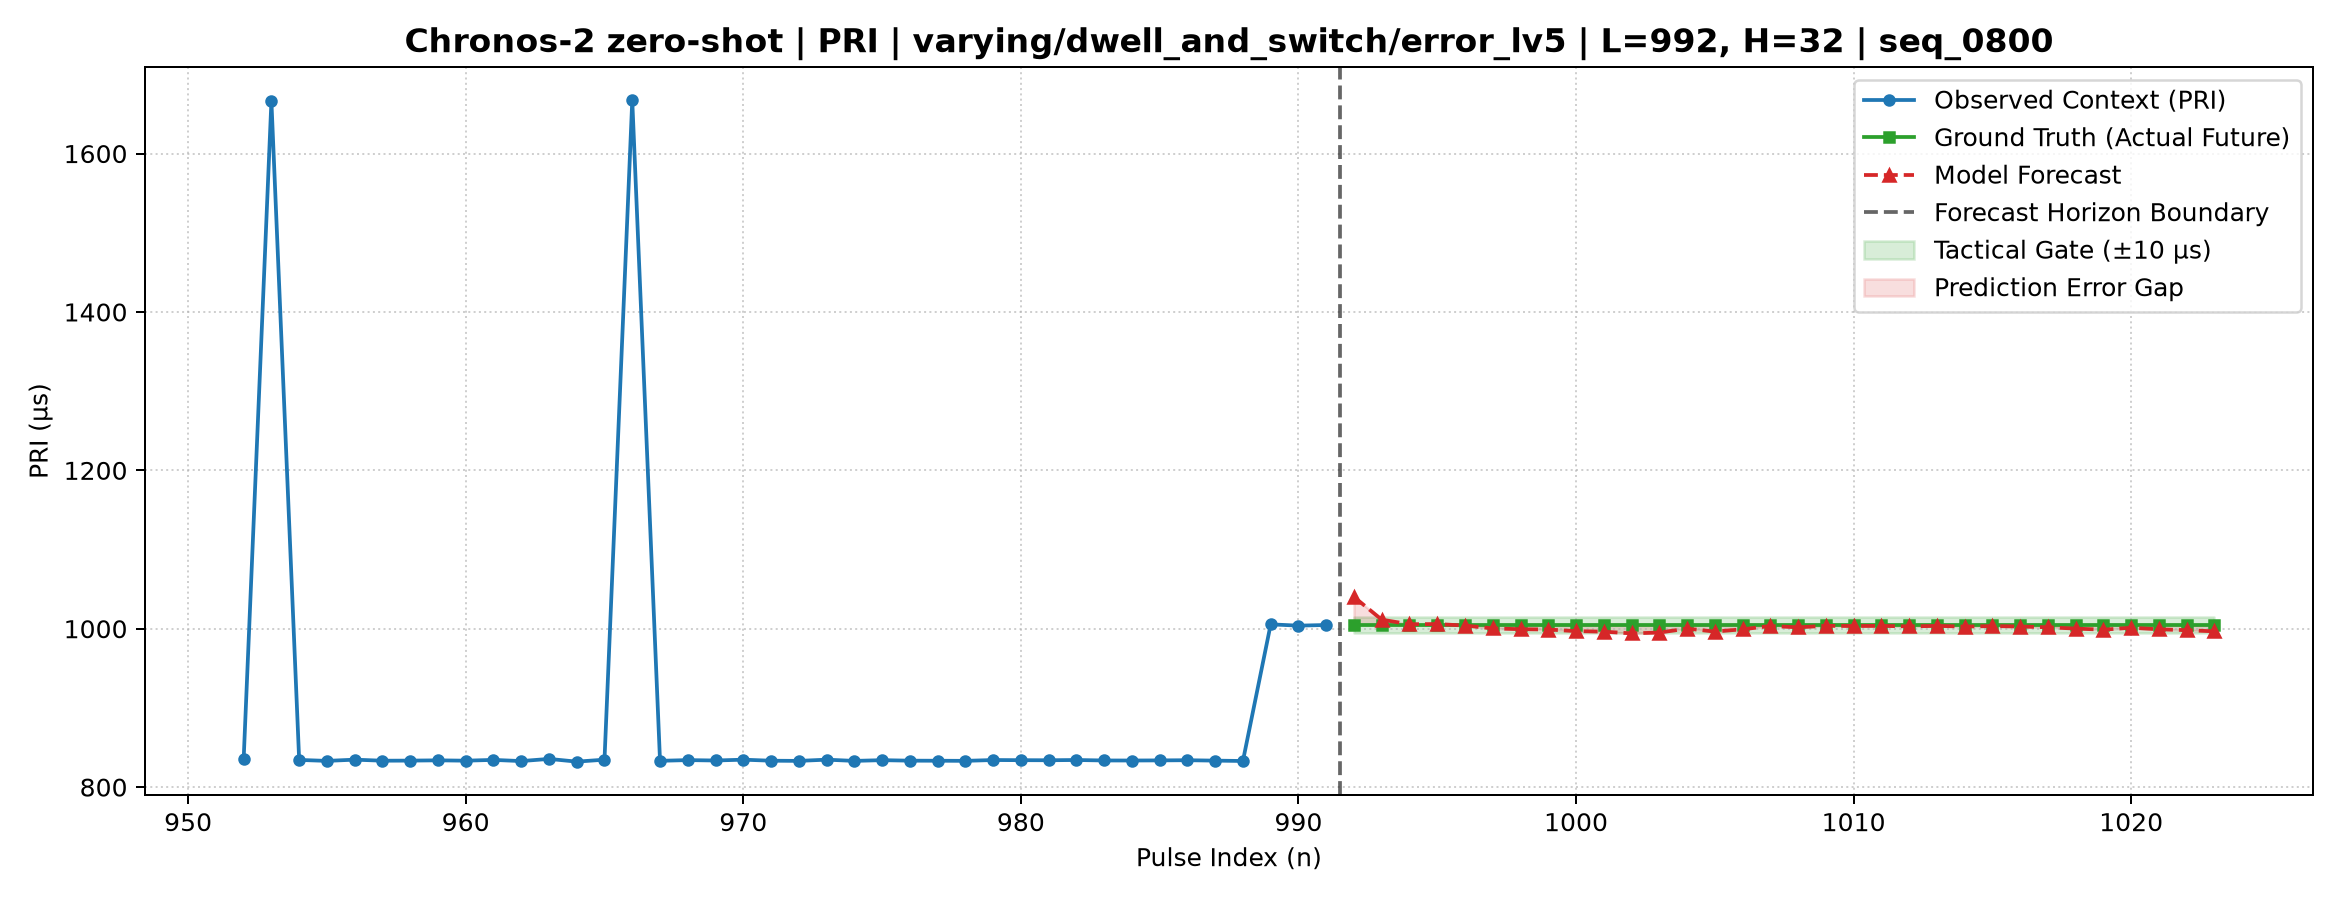 Chronos-2 zero-shot | PRI | varying/dwell_and_switch/error_lv5 | L=992, H=32 | seq_0800
Observed Context (PRI)
Ground Truth (Actual Future)
Model Forecast
Forecast Horizon Boundary
Tactical Gate (±10 µs)
Prediction Error Gap
PRI (µs)
1600
1400
1200
1000
800
950 960 970 980 990 1000 1010 1020
Pulse Index (n)